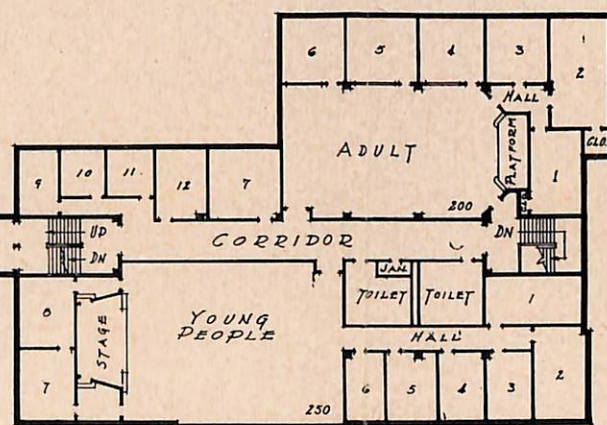 6 5 4 3 1
2
HALL
ADULT
PLATFORM
CLO.
1
200
9 10 11 12 7
UP
DN
CORRIDOR
DN
JAN.
TOILET TOILET
1
8
STAGE
YOUNG
PEOPLE
HALL
7
250
6 5 4 3 2